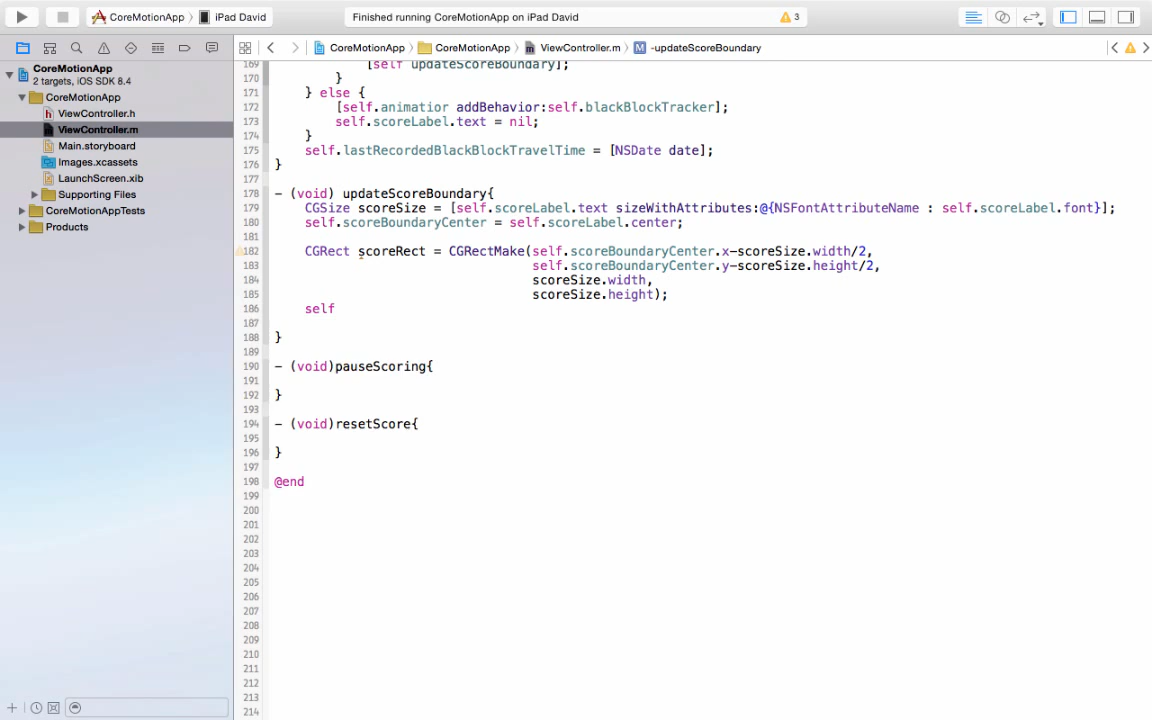 CoreMotionApp
iPad David
Finished running CoreMotionApp on iPad David
3
CoreMotionApp
CoreMotionApp
ViewController.m
M
-updateScoreBoundary
CoreMotionApp
2 targets, iOS SDK 8.4
CoreMotionApp
h ViewController.h
ViewController.m
Main.storyboard
Images.xcassets
LaunchScreen.xib
Supporting Files
CoreMotionAppTests
Products
169 [self updateScoreBoundary];
170 }
171 } else {
172 [self.animatior addBehavior:self.blackBlockTracker];
173 self.scoreLabel.text = nil;
174 }
175 self.lastRecordedBlackBlockTravelTime = [NSDate date];
176 }
177
178 - (void) updateScoreBoundary{
179 CGSize scoreSize = [self.scoreLabel.text sizeWithAttributes:@{NSFontAttributeName : self.scoreLabel.font}];
180 self.scoreBoundaryCenter = self.scoreLabel.center;
181
182 CGRect scoreRect = CGRectMake(self.scoreBoundaryCenter.x-scoreSize.width/2,
183 self.scoreBoundaryCenter.y-scoreSize.height/2,
184 scoreSize.width,
185 scoreSize.height);
186 self
187
188 }
189
190 - (void)pauseScoring{
191
192 }
193
194 - (void)resetScore{
195
196 }
197
198 @end
199
200
201
202
203
204
205
206
207
208
209
210
211
212
213
214